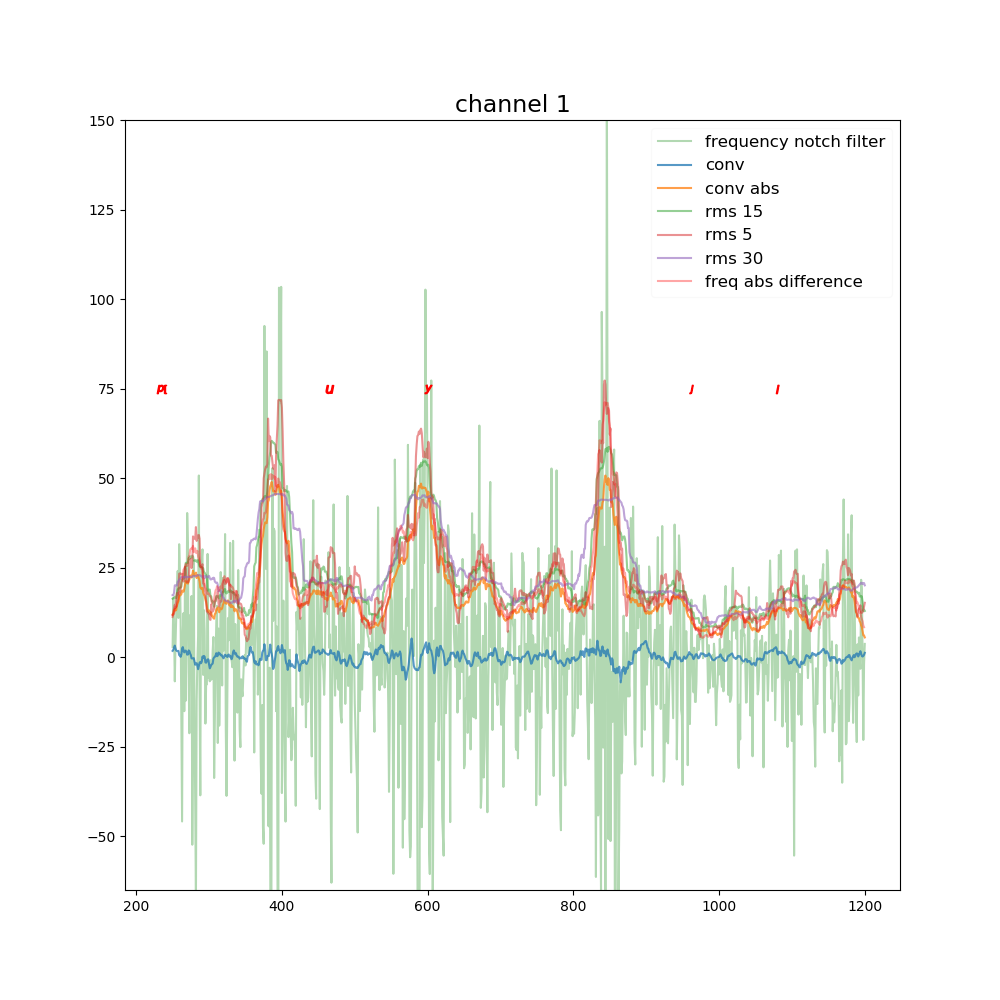 channel 1
150
125
100
75
50
25
0
−25
−50
200 400 600 800 1000 1200
frequency notch filter
conv
conv abs
rms 15
rms 5
rms 30
freq abs difference
u y